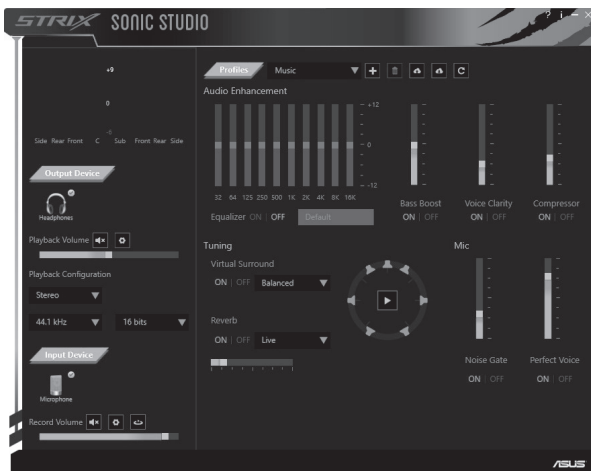 STRIX SONIC STUDIO
? i – ×
+9
0
-5
Side Rear Front C Sub Front Rear Side
Output Device
Headphones
Playback Volume
Playback Configuration
Stereo
44.1 kHz 16 bits
Input Device
Microphone
Record Volume
Profiles Music
Audio Enhancement
+12
0
-12
32 64 125 250 500 1K 2K 4K 8K 16K
Equalizer ON | OFF Default
Bass Boost Voice Clarity Compressor
ON | OFF ON | OFF ON | OFF
Tuning
Virtual Surround
ON | OFF Balanced
Reverb
ON | OFF Live
Mic
Noise Gate Perfect Voice
ON | OFF ON | OFF
ASUS